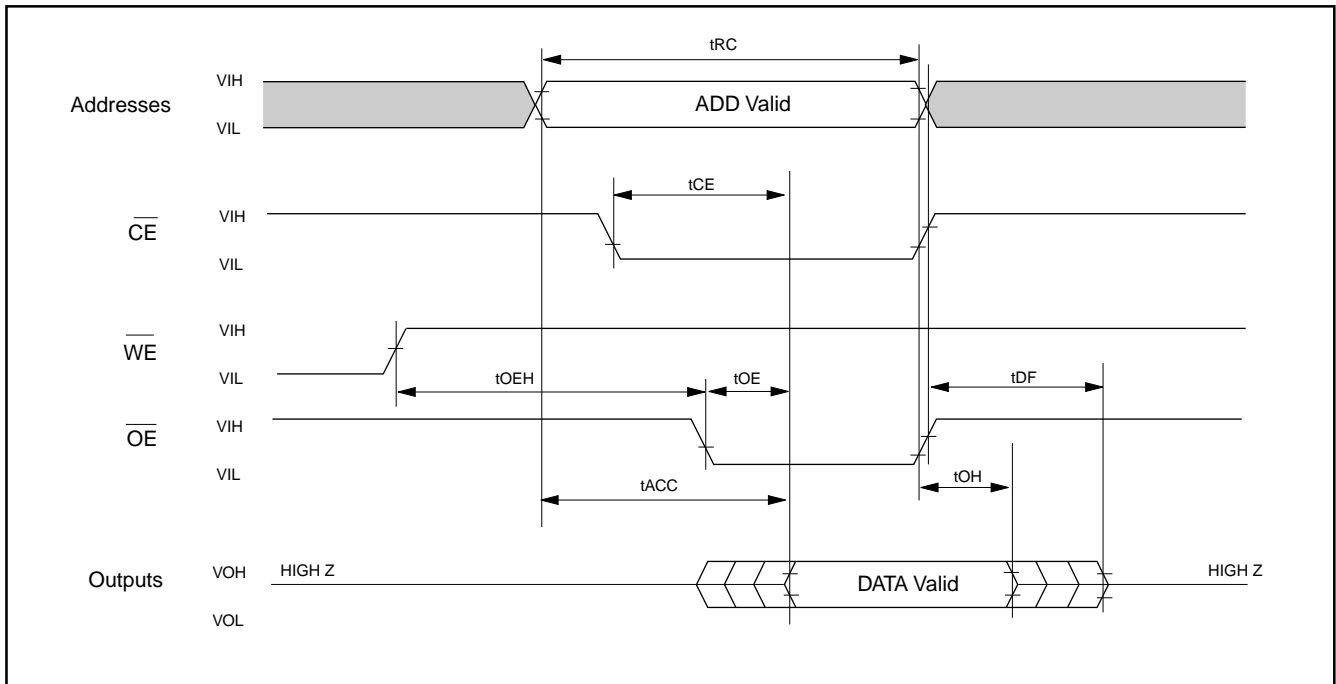 tRC
VIH
Addresses
ADD Valid
VIL
tCE
VIH
CE
VIL
VIH
WE
VIL
tOEH
tOE
tDF
VIH
OE
VIL
tACC
tOH
Outputs
VOH
HIGH Z
DATA Valid
HIGH Z
VOL